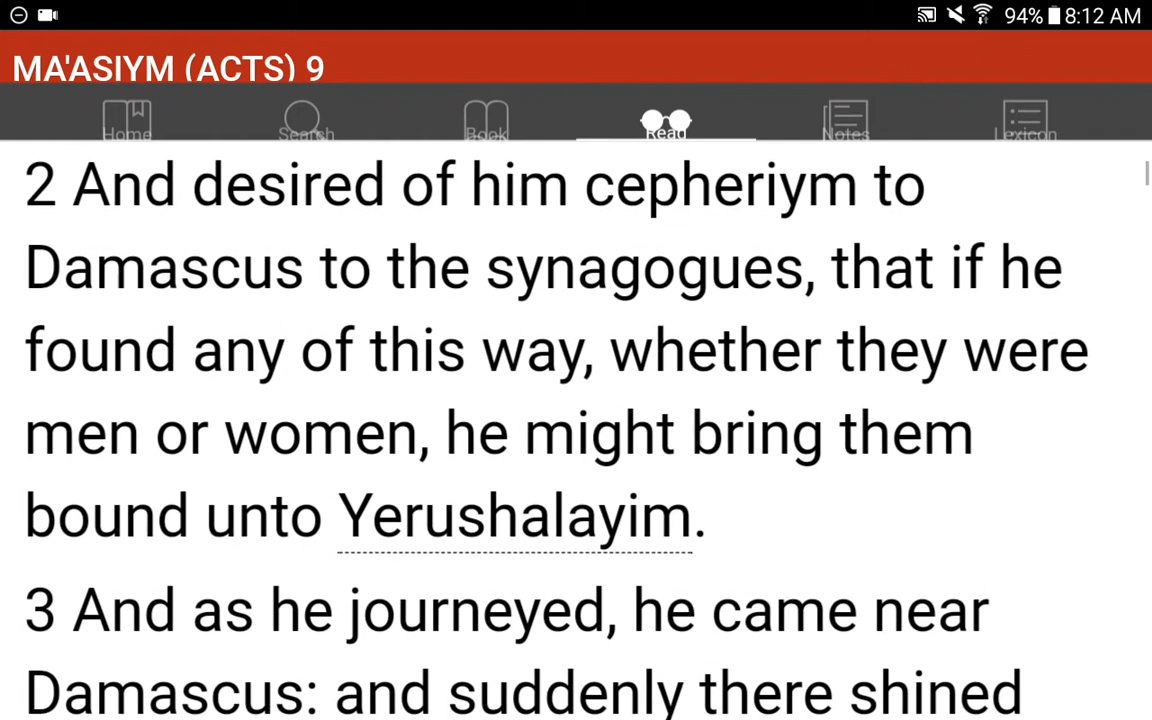 94% 8:12 AM
MA'ASIYM (ACTS) 9
Home Search Book Read Notes Lexicon
2 And desired of him cepheriym to
Damascus to the synagogues, that if he
found any of this way, whether they were
men or women, he might bring them
bound unto Yerushalayim.
3 And as he journeyed, he came near
Damascus: and suddenly there shined